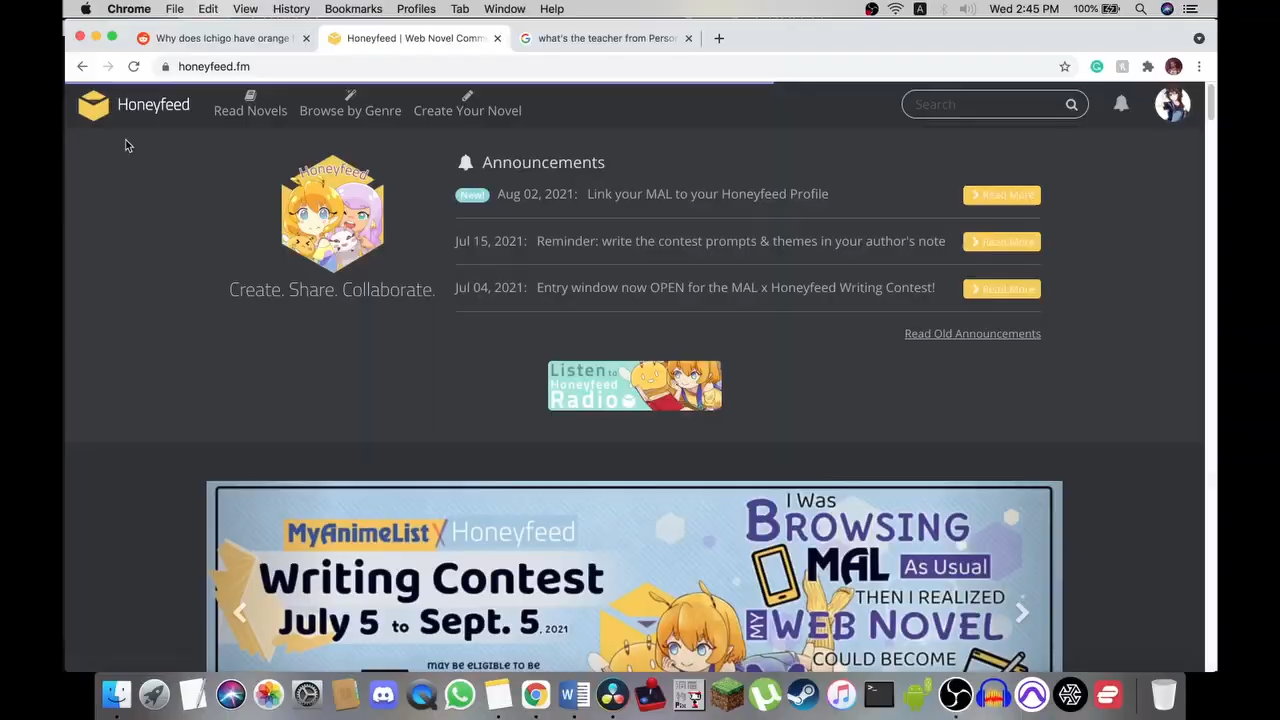 Chrome File Edit View History Bookmarks Profiles Tab Window Help
A 100% Wed 2:45 PM
Why does Ichigo have orange h
Honeyfeed | Web Novel Comm
what's the teacher from Perso
honeyfeed.fm
Honeyfeed
Read Novels
Browse by Genre
Create Your Novel
Search
Honeyfeed
Create. Share. Collaborate.
Announcements
New! Aug 02, 2021: Link your MAL to your Honeyfeed Profile Read More
Jul 15, 2021: Reminder: write the contest prompts & themes in your author's note Read More
Jul 04, 2021: Entry window now OPEN for the MAL x Honeyfeed Writing Contest! Read More
Read Old Announcements
Listen to
Honeyfeed
Radio
MyAnimeList X Honeyfeed
Writing Contest
July 5 to Sept. 5, 2021
MAY BE ELIGIBLE TO BE
I Was
BROWSING
MAL As Usual
THEN I REALIZED
MY WEB NOVEL
COULD BECOME